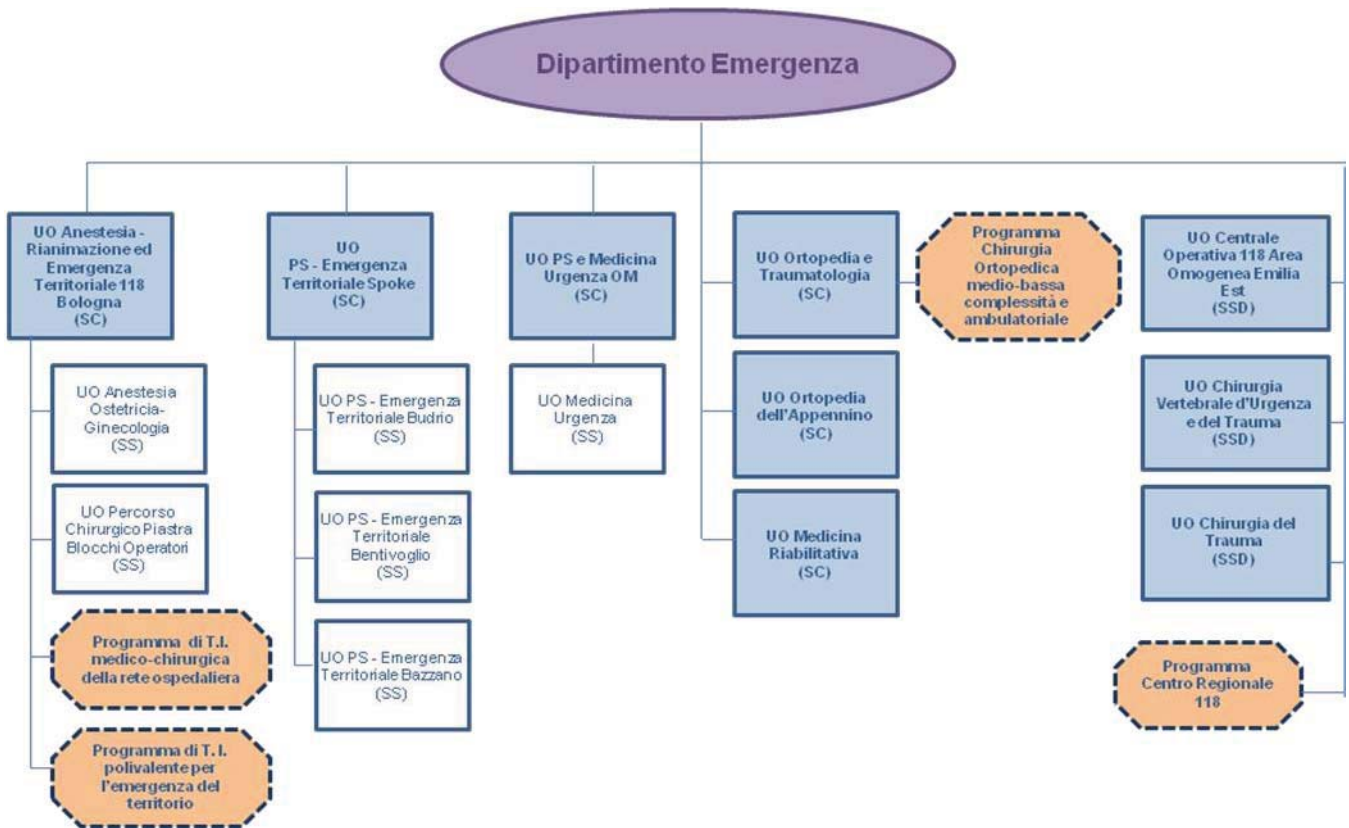 Dipartimento Emergenza
UO Anestesia -
Rianimazione ed
Emergenza
Territoriale 118
Bologna
(SC)
UO Anestesia
Ostetricia-
Ginecologia
(SS)
UO Percorso
Chirurgico Piastra
Blocchi Operatori
(SS)
Programma di T.I.
medico-chirurgica
della rete ospedaliera
Programma di T. I.
polivalente per
l'emergenza del
territorio
UO
PS - Emergenza
Territoriale Spoke
(SC)
UO PS - Emergenza
Territoriale Budrio
(SS)
UO PS - Emergenza
Territoriale
Bentivoglio
(SS)
UO PS - Emergenza
Territoriale Bazzano
(SS)
UO PS e Medicina
Urgenza OM
(SC)
UO Medicina
Urgenza
(SS)
UO Ortopedia e
Traumatologia
(SC)
Programma
Chirurgia
Ortopedica
medio-bassa
complessità e
ambulatoriale
UO Ortopedia
dell'Appennino
(SC)
UO Medicina
Riabilitativa
(SC)
UO Centrale
Operativa 118 Area
Omogenea Emilia
Est
(SSD)
UO Chirurgia
Vertebrale d'Urgenza
e del Trauma
(SSD)
UO Chirurgia del
Trauma
(SSD)
Programma
Centro Regionale
118